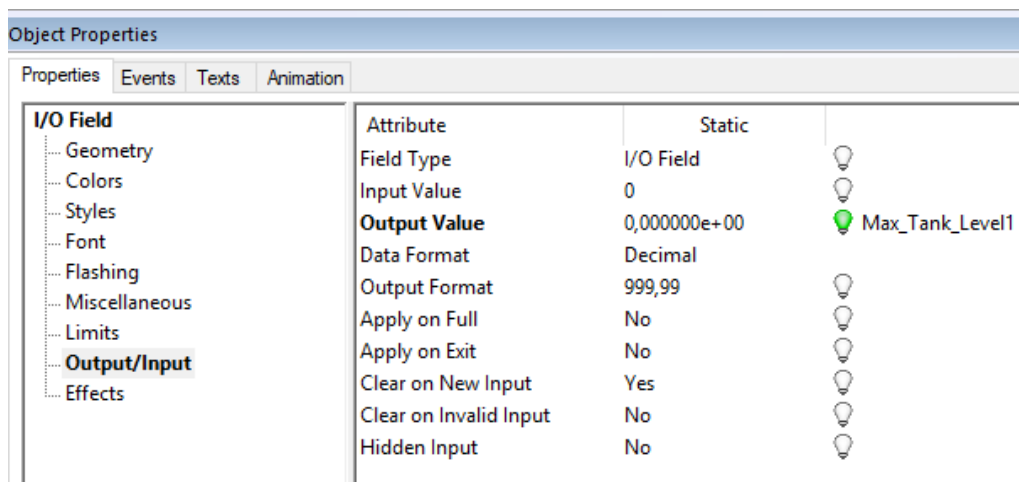 Object Properties
Properties Events Texts Animation
I/O Field
Geometry
Colors
Styles
Font
Flashing
Miscellaneous
Limits
Output/Input
Effects
Attribute Static
Field Type I/O Field
Input Value 0
Output Value 0,000000e+00 Max_Tank_Level1
Data Format Decimal
Output Format 999,99
Apply on Full No
Apply on Exit No
Clear on New Input Yes
Clear on Invalid Input No
Hidden Input No